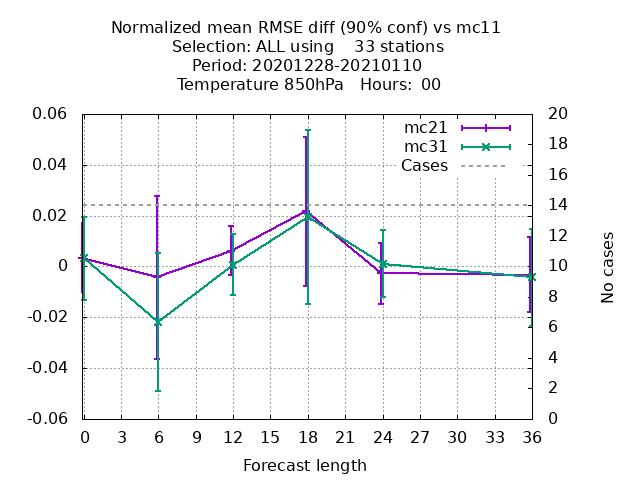 Normalized mean RMSE diff (90% conf) vs mc11
Selection: ALL using    33 stations
Period: 20201228-20210110
Temperature 850hPa   Hours:  00
0.06
0.04
0.02
0
-0.02
-0.04
-0.06
mc21
mc31
Cases
20
18
16
14
12
10
8
6
4
2
0
No cases
0 3 6 9 12 15 18 21 24 27 30 33 36
Forecast length